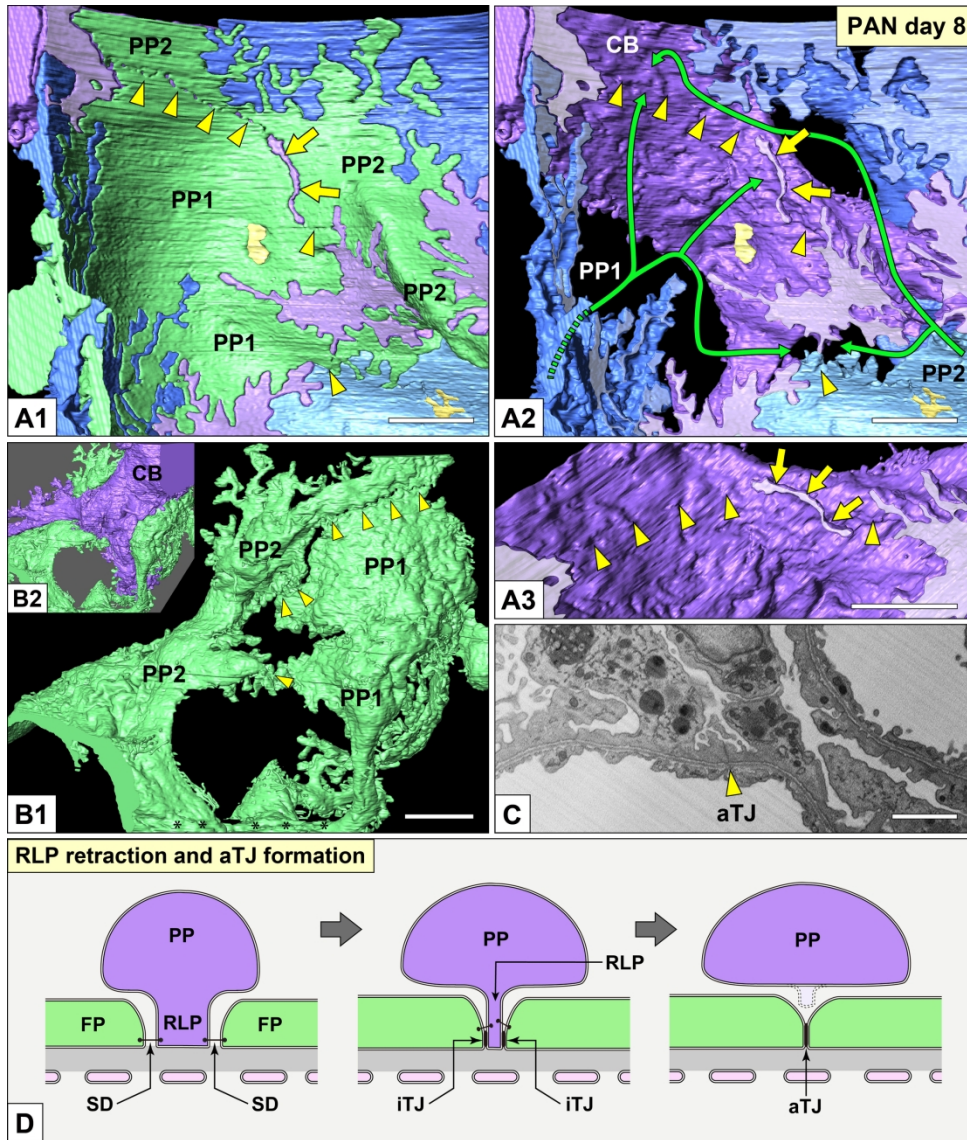 PP2
PP1
PP2
PP2
PP1
A1
PAN day 8
CB
PP1
PP2
A2
CB
B2
PP2
PP1
PP2
PP1
* * * * *
B1
A3
aTJ
C
RLP retraction and aTJ formation
PP
PP
PP
RLP
FP
RLP
FP
SD
SD
iTJ
iTJ
aTJ
D